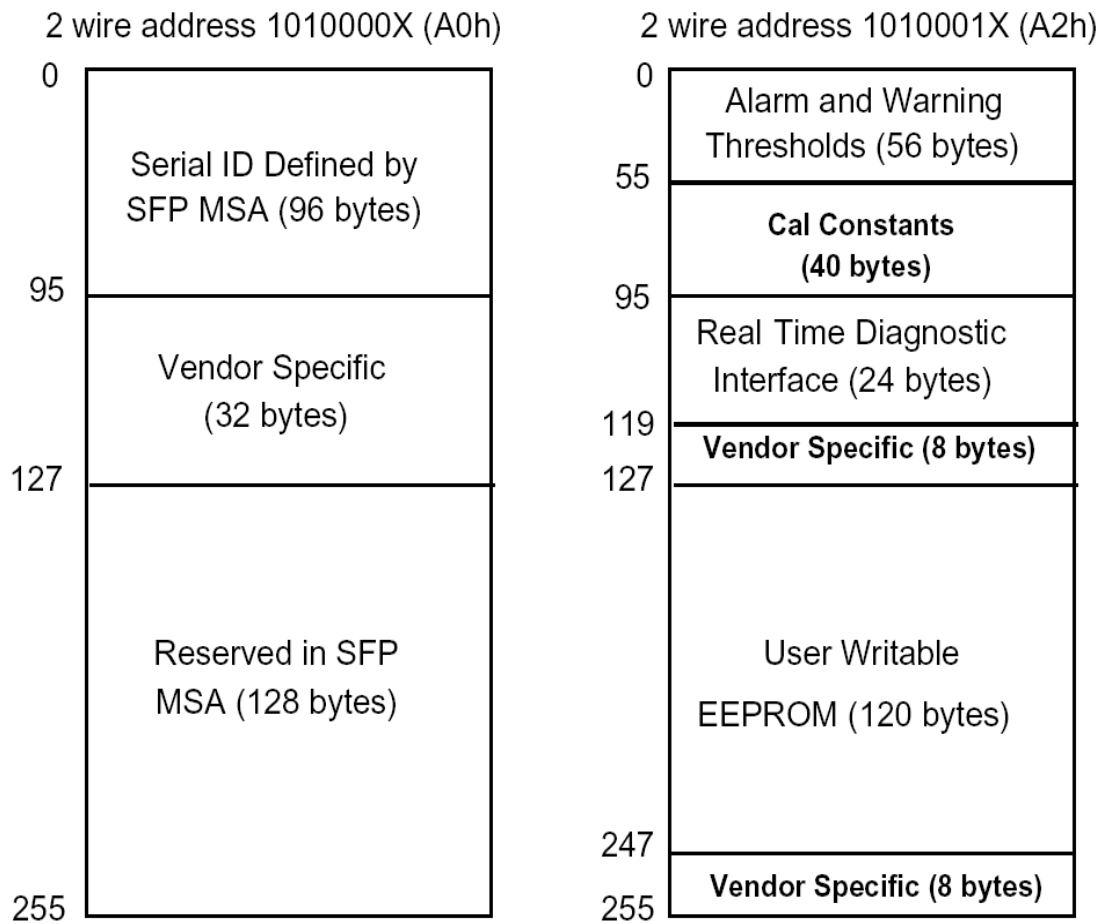 2 wire address 1010000X (A0h)
0
Serial ID Defined by
SFP MSA (96 bytes)
95
Vendor Specific
(32 bytes)
127
Reserved in SFP
MSA (128 bytes)
255
2 wire address 1010001X (A2h)
0
Alarm and Warning
Thresholds (56 bytes)
55
Cal Constants
(40 bytes)
95
Real Time Diagnostic
Interface (24 bytes)
119
Vendor Specific (8 bytes)
127
User Writable
EEPROM (120 bytes)
247
Vendor Specific (8 bytes)
255